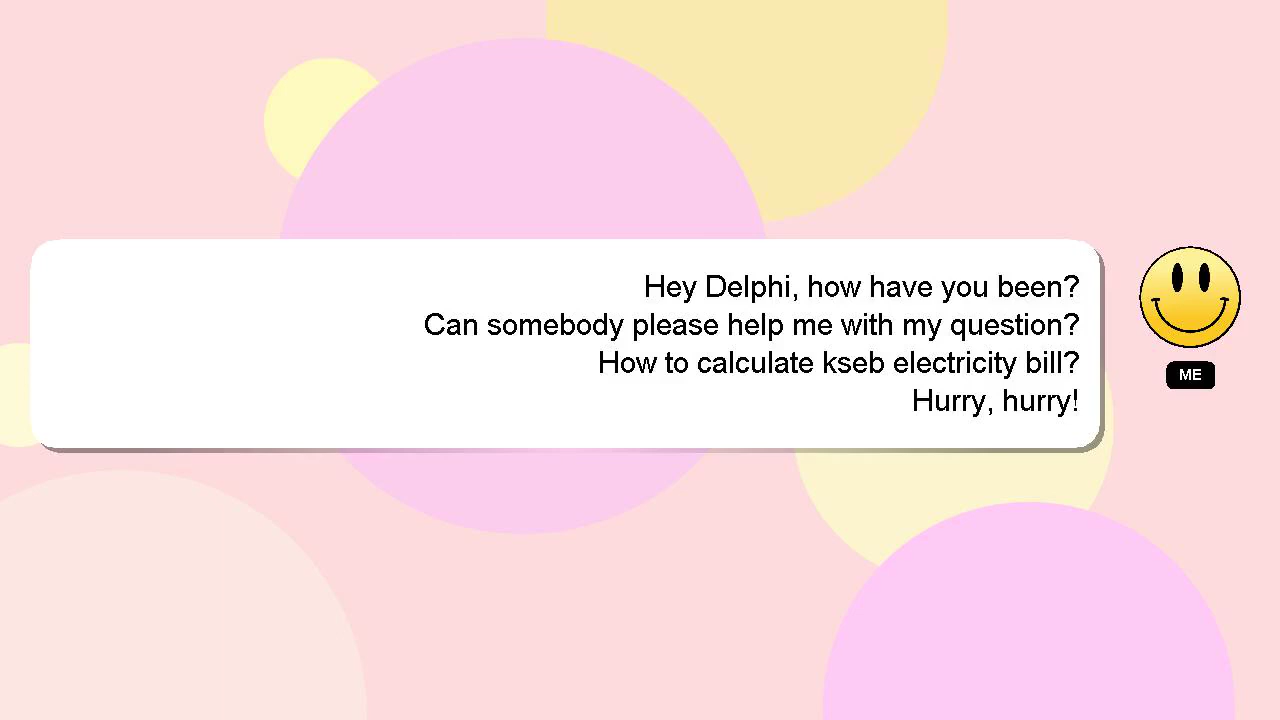 Hey Delphi, how have you been?
Can somebody please help me with my question?
How to calculate kseb electricity bill?
Hurry, hurry!
ME